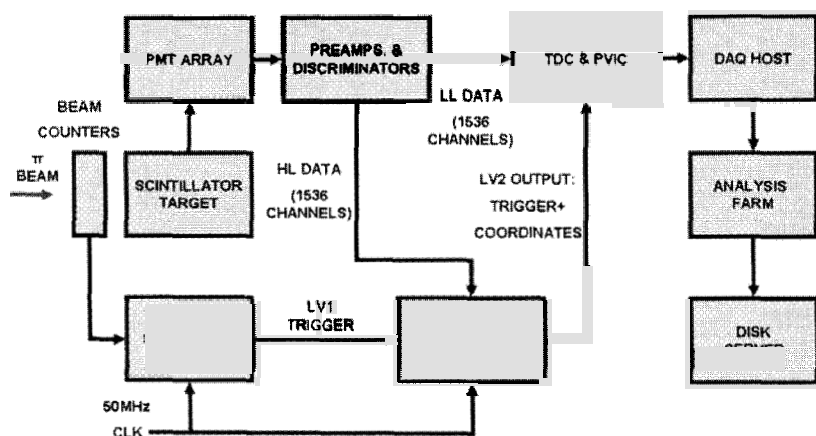 PMT ARRAY
PREAMPS. &
DISCRIMINATORS
TDC & PVIC
DAQ HOST
BEAM
COUNTERS
π
BEAM
SCINTILLATOR
TARGET
HL DATA
(1536
CHANNELS)
LL DATA
(1536
CHANNELS)
LV2 OUTPUT:
TRIGGER+
COORDINATES
ANALYSIS
FARM
LV1
TRIGGER
DISK
50MHz
CLK